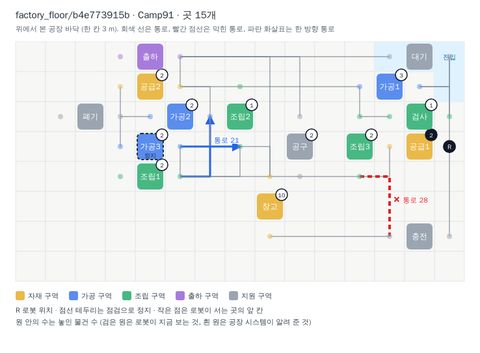 factory_floor/b4e773915b · Camp91 · 곳 15개
위에서 본 공장 바닥 (한 칸 3 m). 회색 선은 통로, 빨간 점선은 막힌 통로, 파란 화살표는 한 방향 통로
출하 대기 진입
공급2 2 가공1 3
폐기 가공2 2 조립2 1 검사 1
가공3 2 통로 21 공구 2 조립3 2 공급1 2 R
조립1 2
창고 10 ✕ 통로 28
충전
자재 구역 가공 구역 조립 구역 출하 구역 지원 구역
R 로봇 위치 · 점선 테두리는 점검으로 정지 · 작은 점은 로봇이 서는 곳의 앞 칸
원 안의 수는 놓인 물건 수 (검은 원은 로봇이 지금 보는 것, 흰 원은 공장 시스템이 알려 준 것)